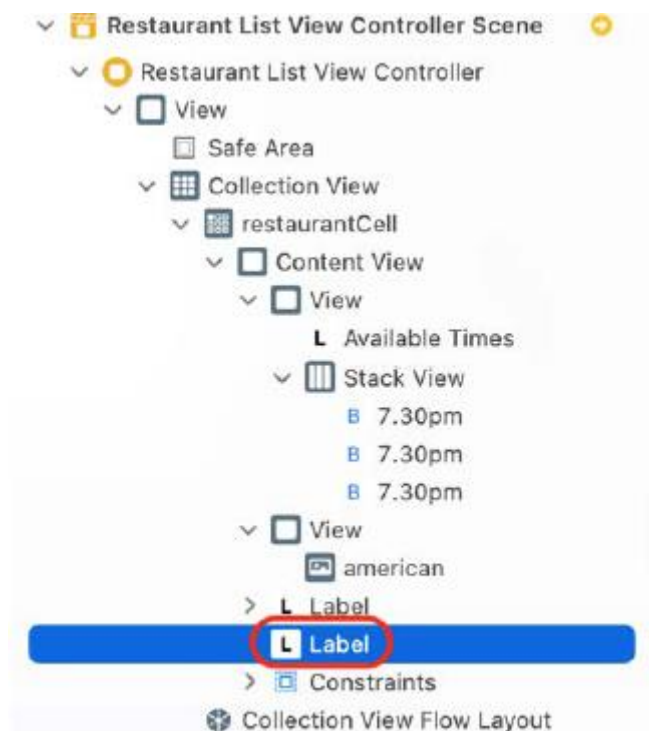 Restaurant List View Controller Scene
Restaurant List View Controller
View
Safe Area
Collection View
restaurantCell
Content View
View
L Available Times
Stack View
B 7.30pm
B 7.30pm
B 7.30pm
View
american
L Label
L Label
Constraints
Collection View Flow Layout